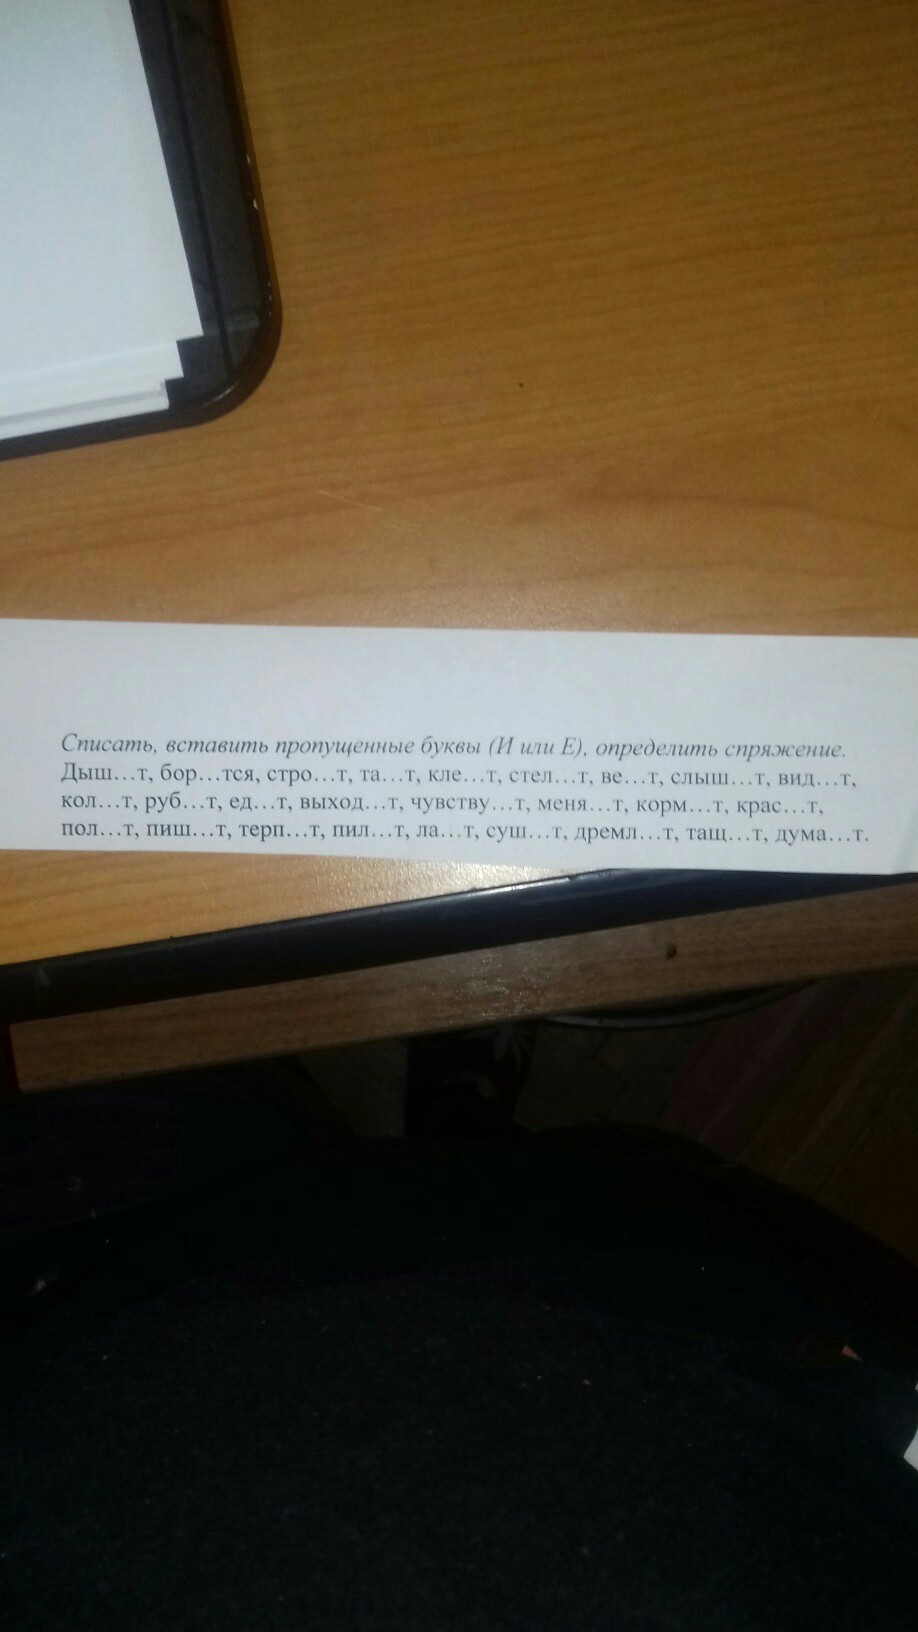 Списать, вставить пропущенные буквы (И или Е), определить спряжение.
Дыш…т, бор…тся, стро…т, та…т, кле…т, стел…т, ве…т, слыш…т, вид…т,
кол…т, руб…т, ед…т, выход…т, чувству…т, меня…т, корм…т, крас…т,
пол…т, пиш…т, терп…т, пил…т, ла…т, суш…т, дремл…т, тащ…т, дума…т.